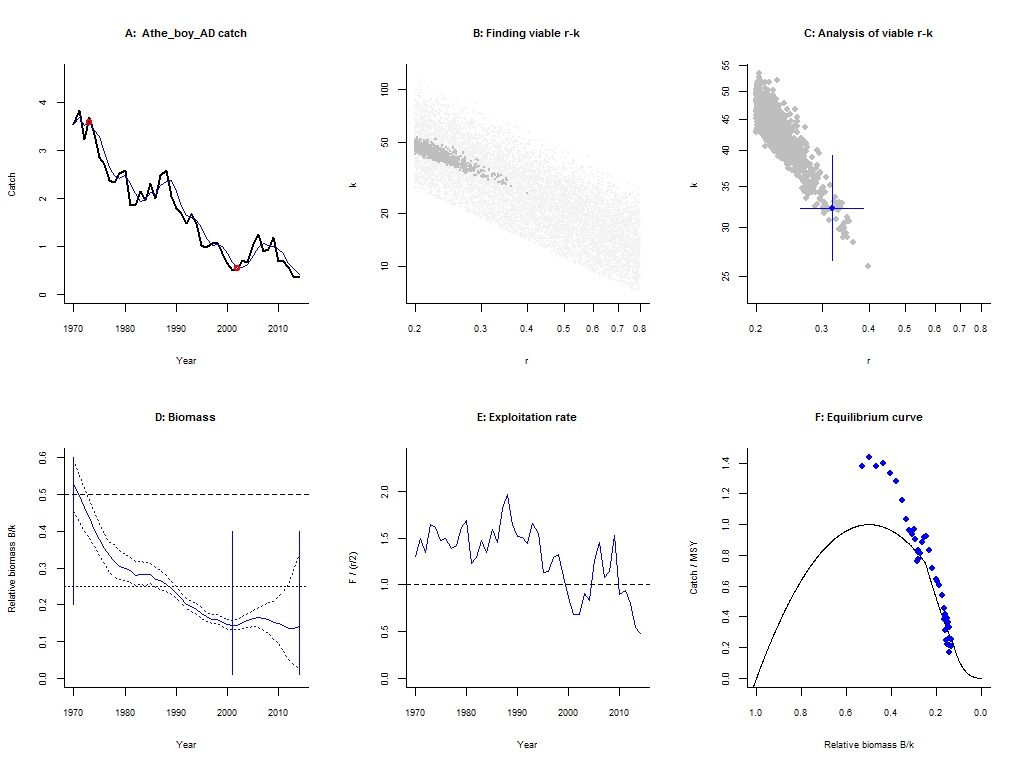 A: Athe_boy_AD catch
Catch
4
3
2
1
0
1970 1980 1990 2000 2010
Year
B: Finding viable r-k
k
100
50
20
10
0.2 0.3 0.4 0.5 0.6 0.7 0.8
r
C: Analysis of viable r-k
k
55
50
45
40
35
30
25
0.2 0.3 0.4 0.5 0.6 0.7 0.8
r
D: Biomass
Relative biomass B/k
0.6
0.5
0.4
0.3
0.2
0.1
0.0
1970 1980 1990 2000 2010
Year
E: Exploitation rate
F / (r/2)
2.0
1.5
1.0
0.5
0.0
1970 1980 1990 2000 2010
Year
F: Equilibrium curve
Catch / MSY
1.4
1.2
1.0
0.8
0.6
0.4
0.2
0.0
1.0 0.8 0.6 0.4 0.2 0.0
Relative biomass B/k